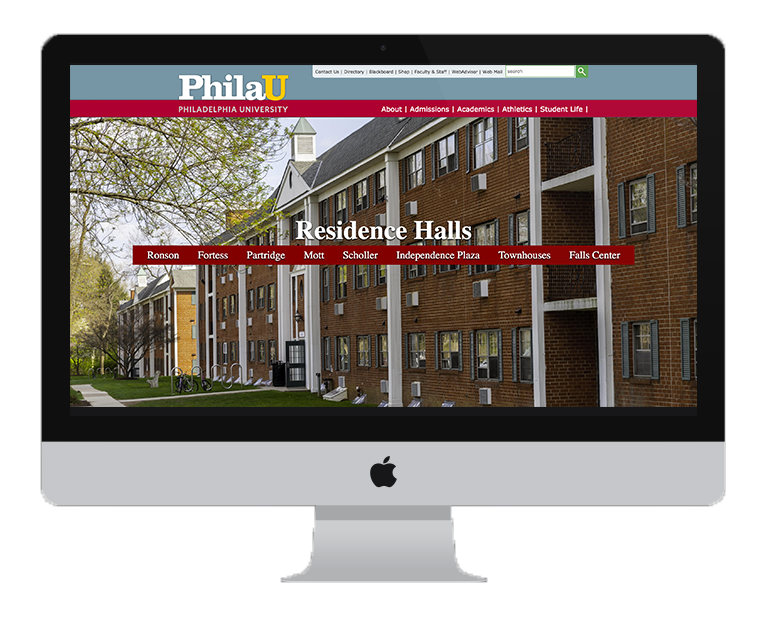 Contact Us | Directory | Blackboard | Shop | Faculty & Staff | WebAdvisor | Web Mail
search
PhilaU
PHILADELPHIA UNIVERSITY
About | Admissions | Academics | Athletics | Student Life |
Residence Halls
Ronson Fortess Partridge Mott Scholler Independence Plaza Townhouses Falls Center